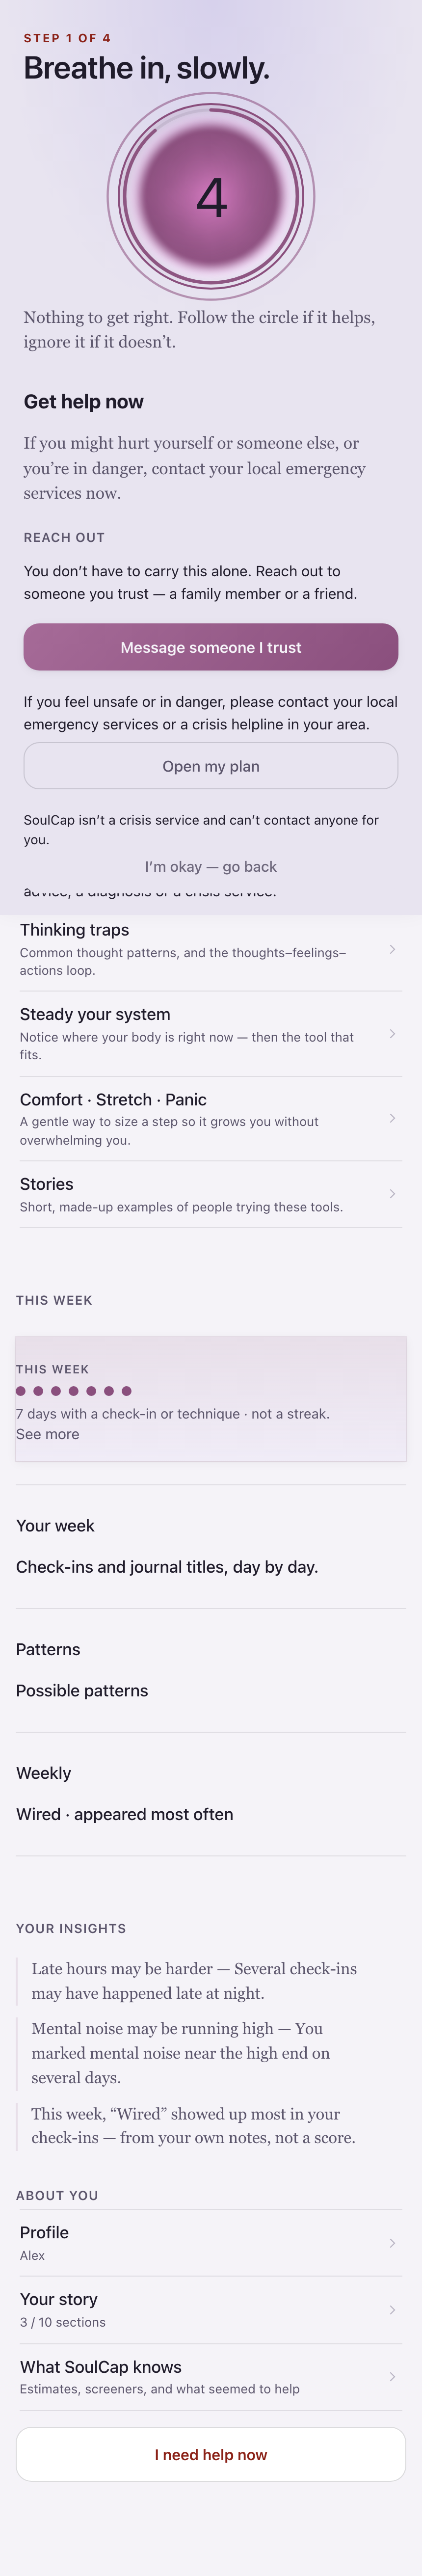 STEP 1 OF 4
Breathe in, slowly.
4
Nothing to get right. Follow the circle if it helps,
ignore it if it doesn’t.
Get help now
If you might hurt yourself or someone else, or
you’re in danger, contact your local emergency
services now.
REACH OUT
You don’t have to carry this alone. Reach out to
someone you trust — a family member or a friend.
Message someone I trust
If you feel unsafe or in danger, please contact your local
emergency services or a crisis helpline in your area.
Open my plan
SoulCap isn’t a crisis service and can’t contact anyone for
you.
I’m okay — go back
advice, a diagnosis or a crisis service.
Thinking traps
Common thought patterns, and the thoughts–feelings–
actions loop.
Steady your system
Notice where your body is right now — then the tool that
fits.
Comfort · Stretch · Panic
A gentle way to size a step so it grows you without
overwhelming you.
Stories
Short, made-up examples of people trying these tools.
THIS WEEK
THIS WEEK
7 days with a check-in or technique · not a streak.
See more
Your week
Check-ins and journal titles, day by day.
Patterns
Possible patterns
Weekly
Wired · appeared most often
YOUR INSIGHTS
Late hours may be harder — Several check-ins
may have happened late at night.
Mental noise may be running high — You
marked mental noise near the high end on
several days.
This week, “Wired” showed up most in your
check-ins — from your own notes, not a score.
ABOUT YOU
Profile
Alex
Your story
3 / 10 sections
What SoulCap knows
Estimates, screeners, and what seemed to help
I need help now